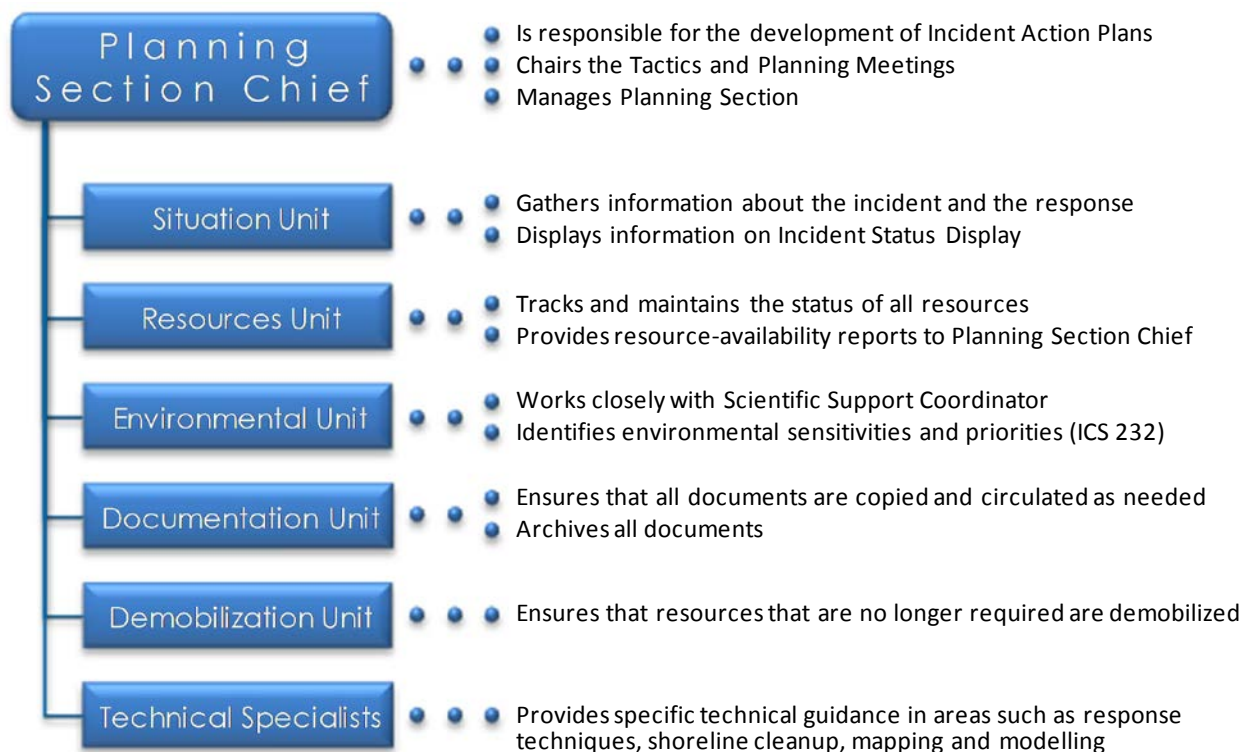 Planning
Section Chief
Is responsible for the development of Incident Action Plans
Chairs the Tactics and Planning Meetings
Manages Planning Section
Situation Unit
Gathers information about the incident and the response
Displays information on Incident Status Display
Resources Unit
Tracks and maintains the status of all resources
Provides resource-availability reports to Planning Section Chief
Environmental Unit
Works closely with Scientific Support Coordinator
Identifies environmental sensitivities and priorities (ICS 232)
Documentation Unit
Ensures that all documents are copied and circulated as needed
Archives all documents
Demobilization Unit
Ensures that resources that are no longer required are demobilized
Technical Specialists
Provides specific technical guidance in areas such as response
techniques, shoreline cleanup, mapping and modelling